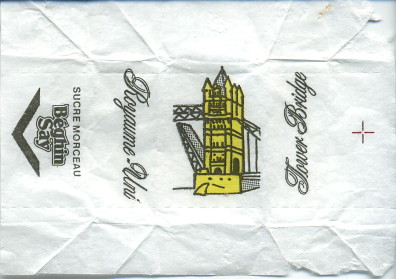 Tower Bridge
Royaume-Uni
SUCRE MORCEAU
Béghin
Say